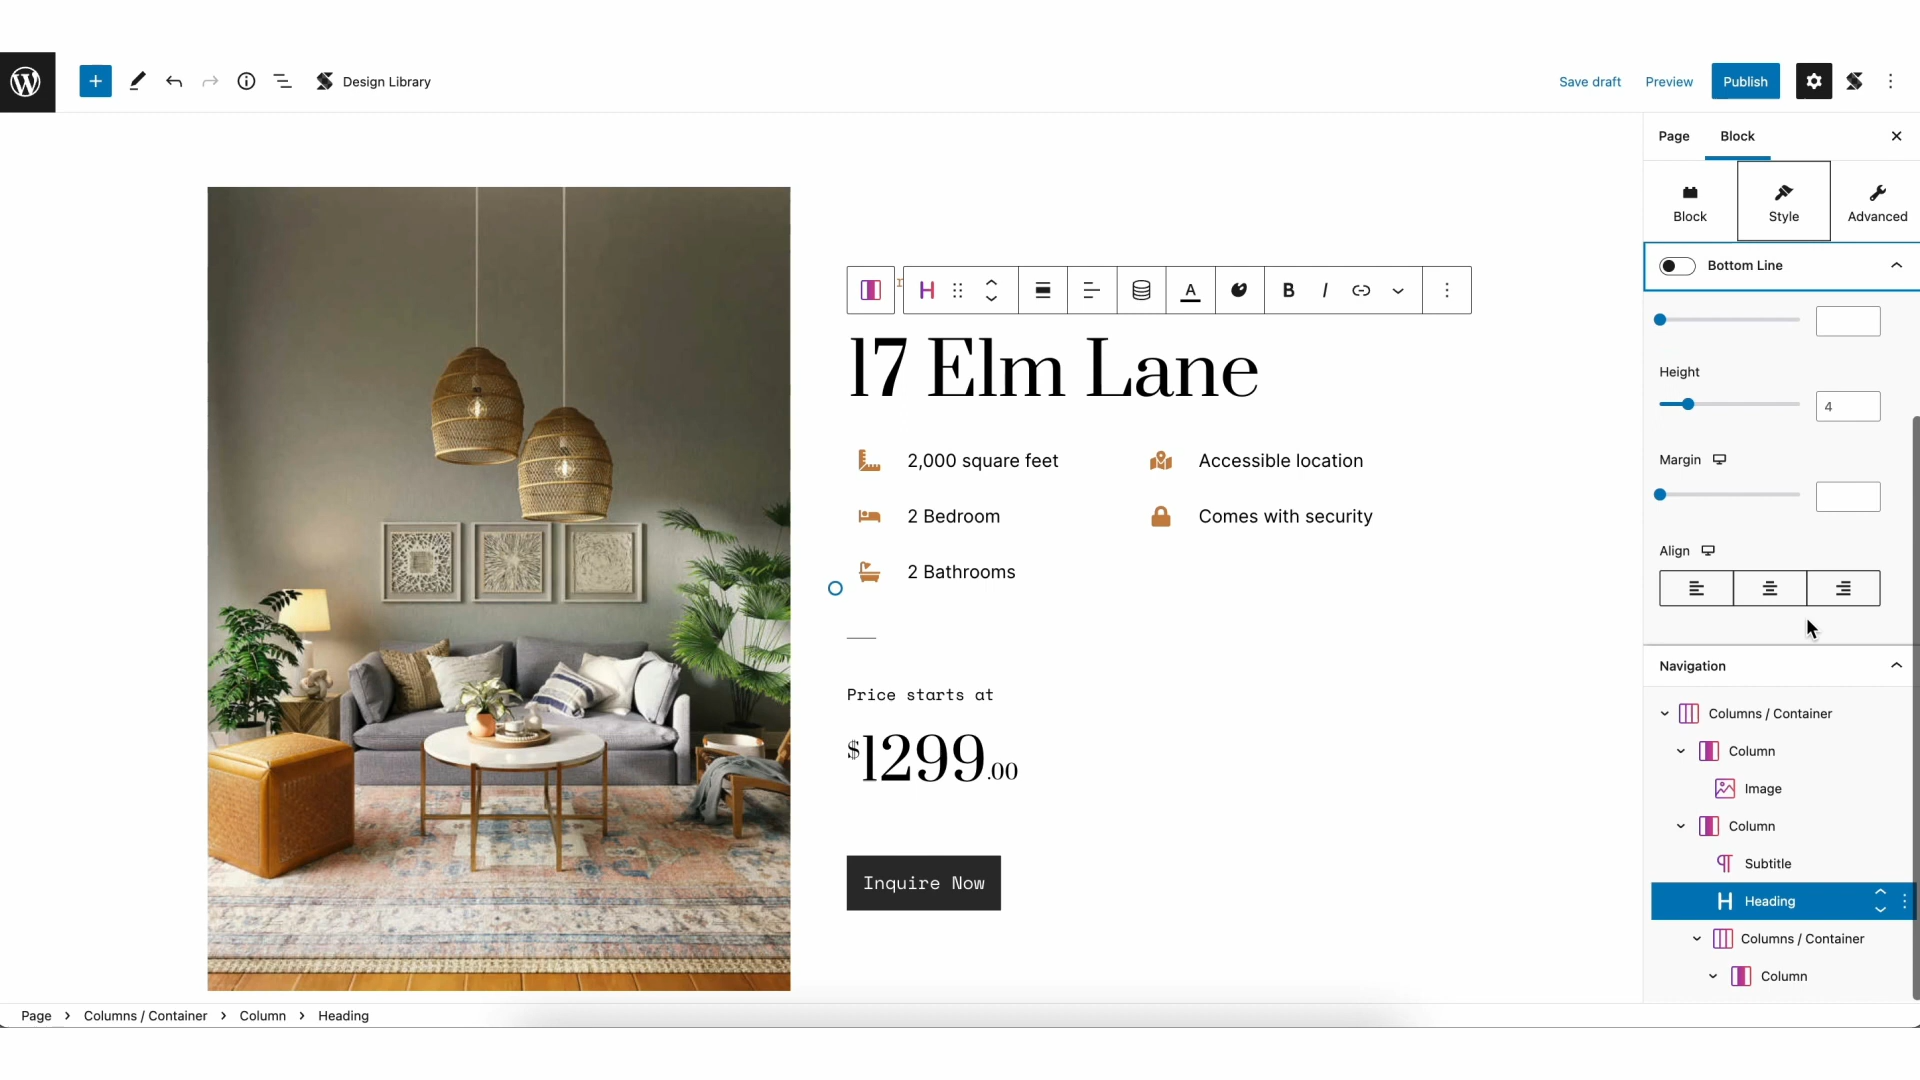 Design Library
Save draft
Preview
Publish
Page
Block
Block
Style
Advanced
Bottom Line
Height
4
Margin
Align
Navigation
Columns / Container
Column
Image
Column
Subtitle
Heading
Columns / Container
Column
H
A
B
I
17 Elm Lane
2,000 square feet
Accessible location
2 Bedroom
Comes with security
2 Bathrooms
Price starts at
$1299.00
Inquire Now
Page > Columns / Container > Column > Heading